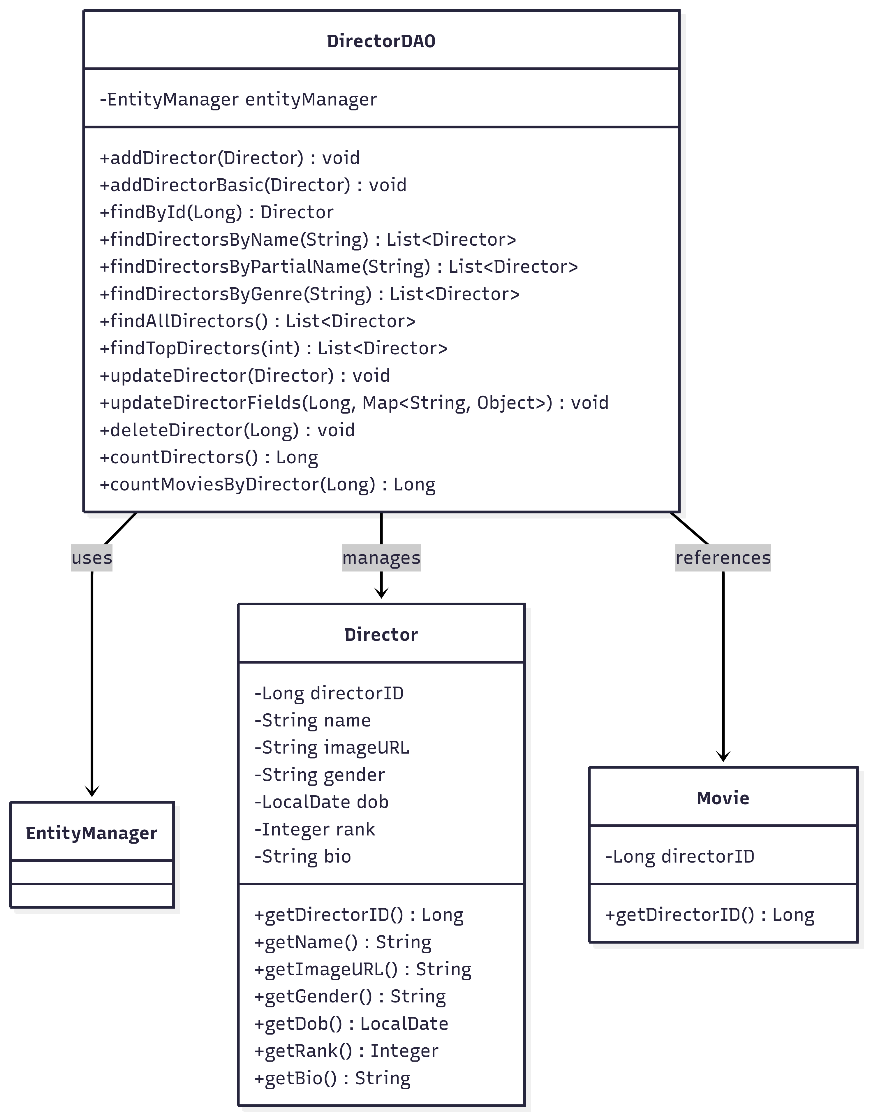 DirectorDAO
-EntityManager entityManager
+addDirector(Director) : void
+addDirectorBasic(Director) : void
+findById(Long) : Director
+findDirectorsByName(String) : List<Director>
+findDirectorsByPartialName(String) : List<Director>
+findDirectorsByGenre(String) : List<Director>
+findAllDirectors() : List<Director>
+findTopDirectors(int) : List<Director>
+updateDirector(Director) : void
+updateDirectorFields(Long, Map<String, Object>) : void
+deleteDirector(Long) : void
+countDirectors() : Long
+countMoviesByDirector(Long) : Long
uses
manages
references
EntityManager
Director
-Long directorID
-String name
-String imageURL
-String gender
-LocalDate dob
-Integer rank
-String bio
+getDirectorID() : Long
+getName() : String
+getImageURL() : String
+getGender() : String
+getDob() : LocalDate
+getRank() : Integer
+getBio() : String
Movie
-Long directorID
+getDirectorID() : Long